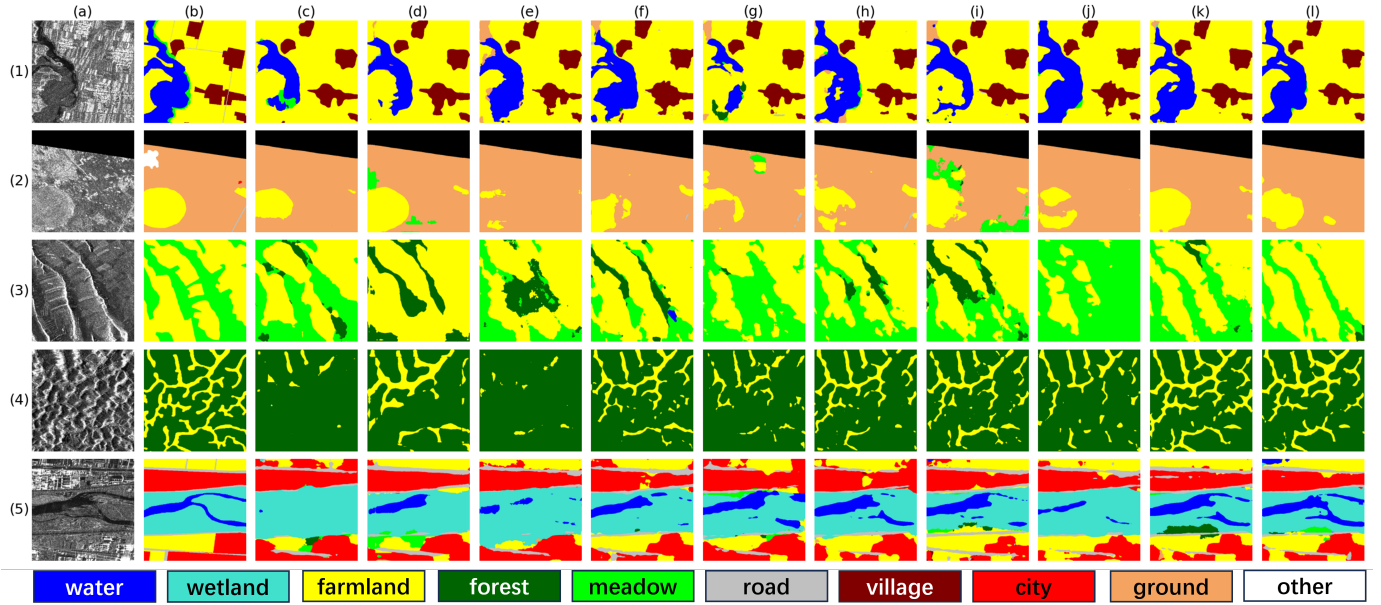 (a) (b) (c) (d) (e) (f) (g) (h) (i) (j) (k) (l)
(1)
(2)
(3)
(4)
(5)
water wetland farmland forest meadow road village city ground other